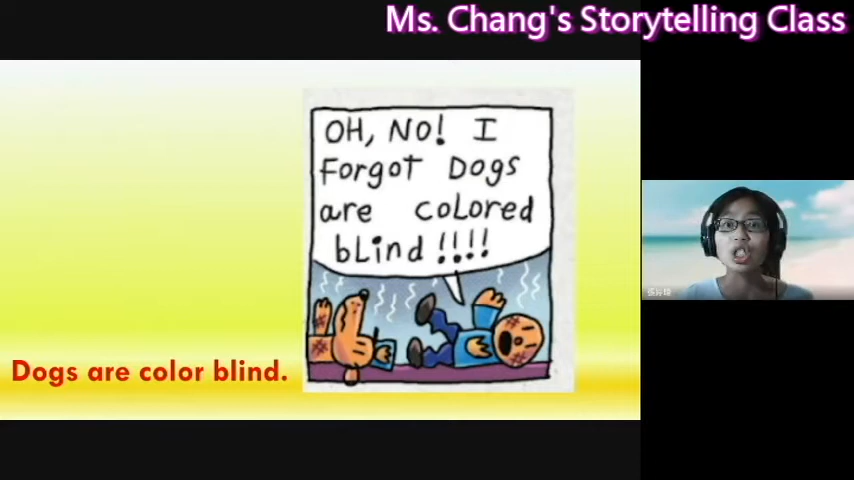 Ms. Chang's Storytelling Class
OH, NO! I
Forgot Dogs
are colored
blind!!!!
Dogs are color blind.